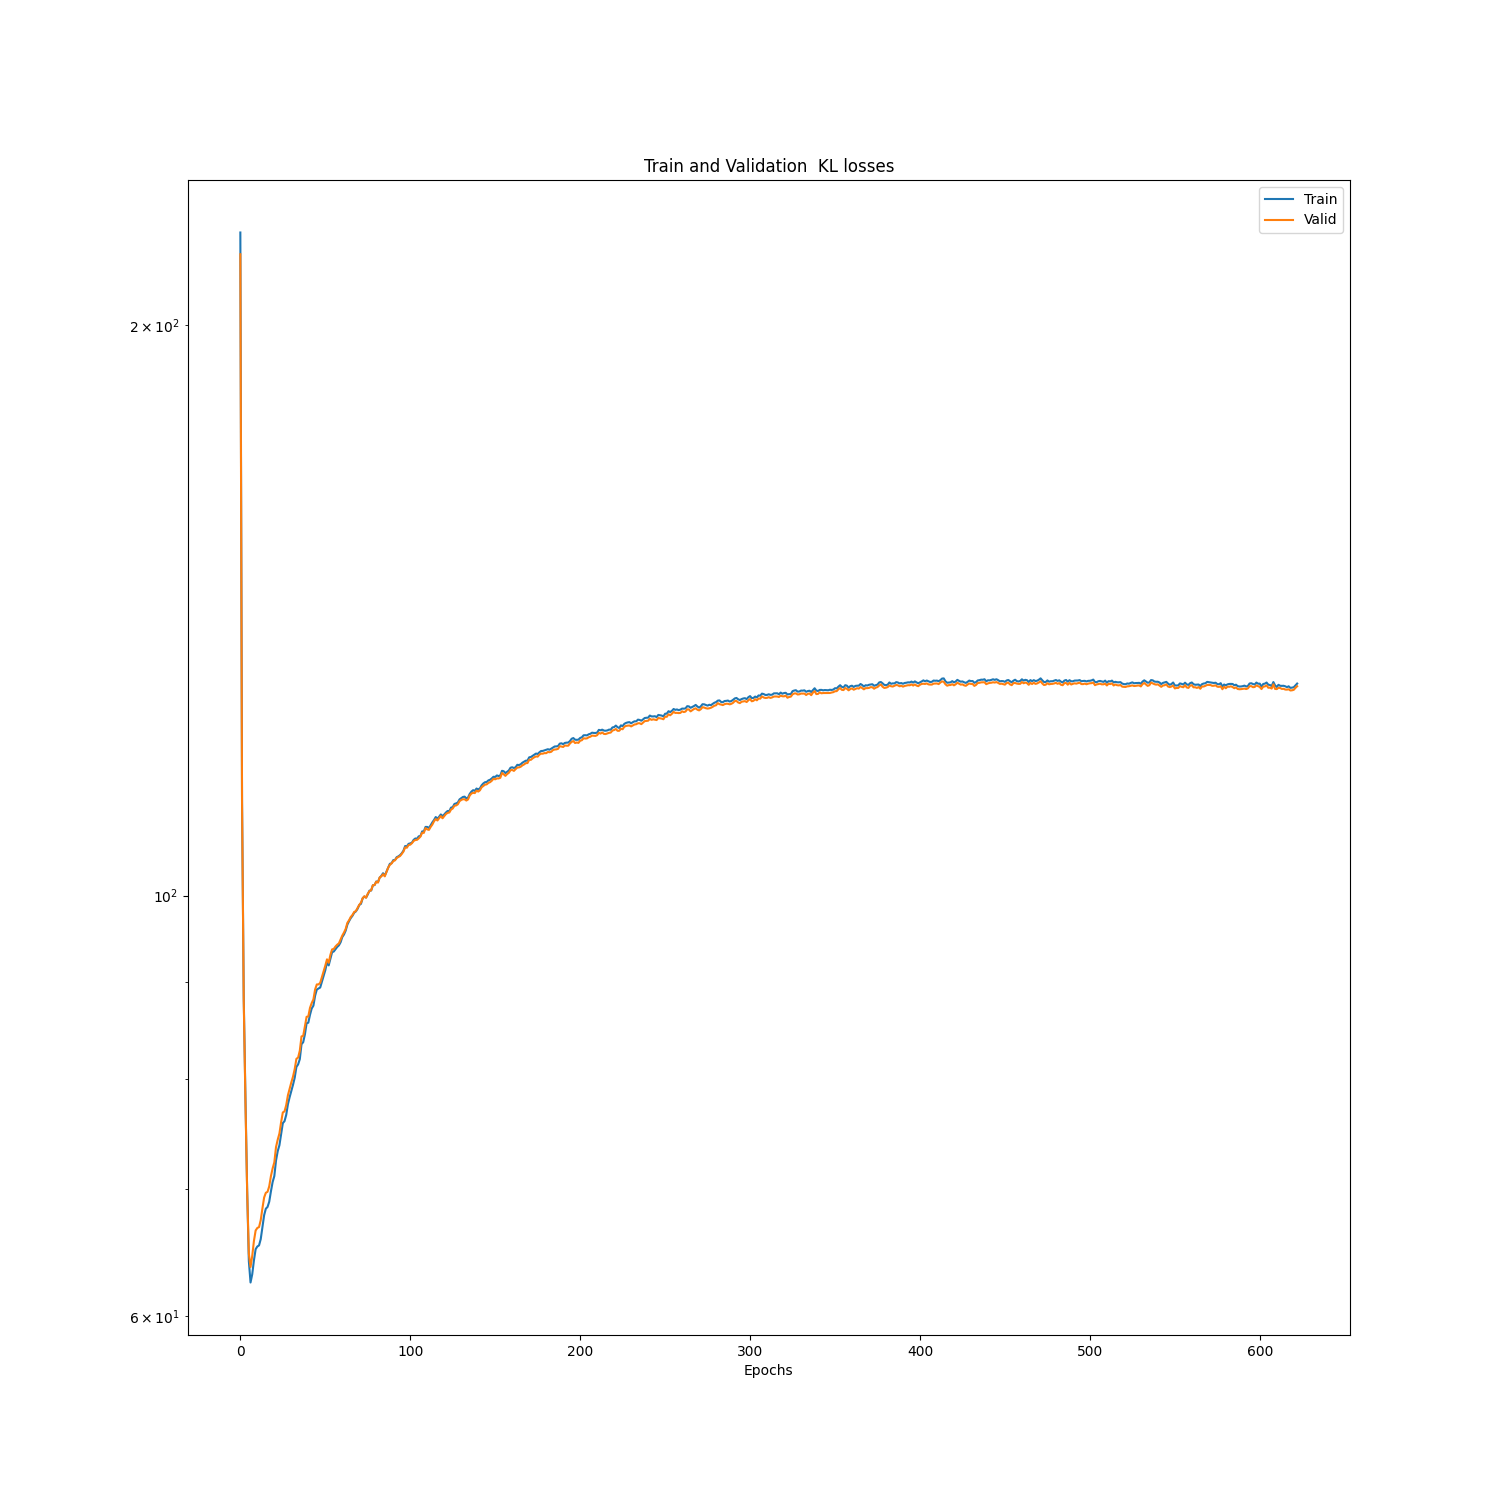 Train and Validation  KL losses
Train
Valid
2 × 10²
10²
6 × 10¹
0 100 200 300 400 500 600
Epochs